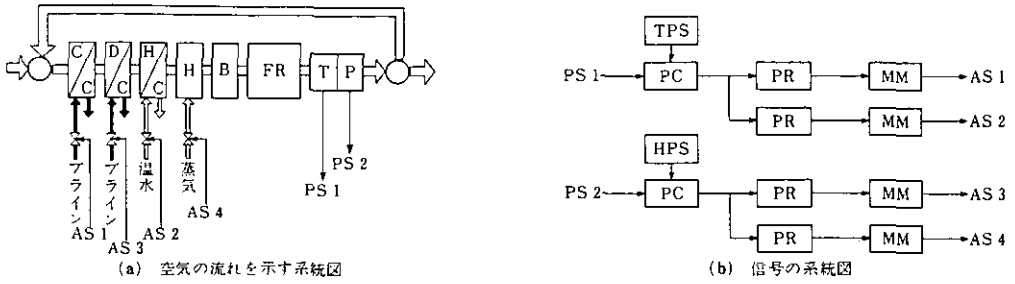 C/C
D/C
H/C
H
B
FR
T
P
PS 1
PS 2
ブライン
ブライン
温水
蒸気
AS 1
AS 3
AS 2
AS 4
(a) 空気の流れを示す系統図
TPS
PS 1
PC
PR
MM
AS 1
PR
MM
AS 2
HPS
PS 2
PC
PR
MM
AS 3
PR
MM
AS 4
(b) 信号の系統図